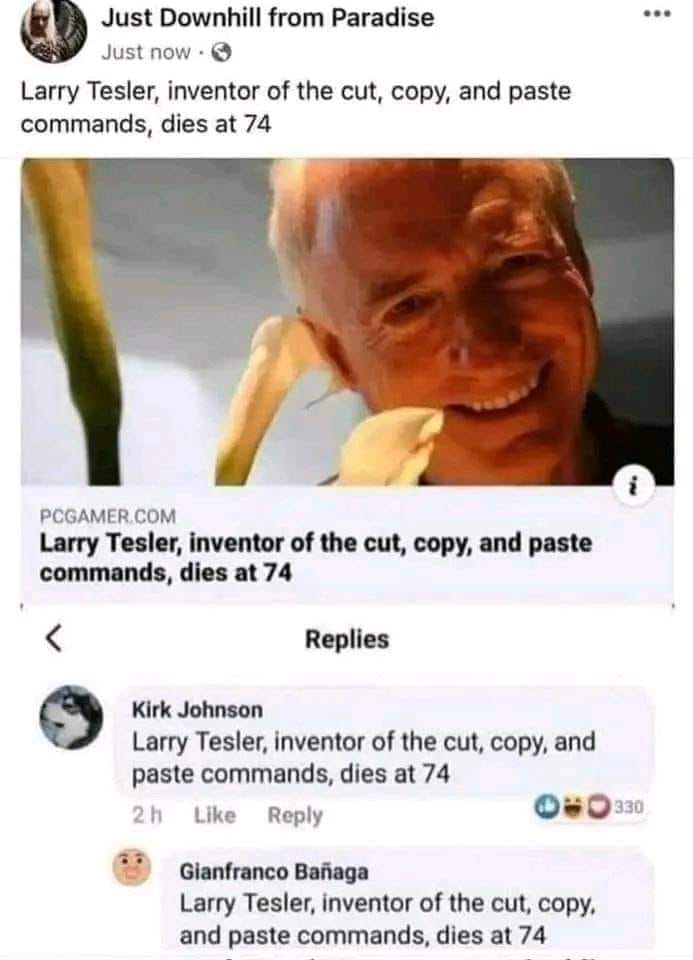 Just Downhill from Paradise
Just now ·
Larry Tesler, inventor of the cut, copy, and paste
commands, dies at 74
i
PCGAMER.COM
Larry Tesler, inventor of the cut, copy, and paste
commands, dies at 74
Replies
Kirk Johnson
Larry Tesler, inventor of the cut, copy, and
paste commands, dies at 74
2 h Like Reply 330
Gianfranco Bañaga
Larry Tesler, inventor of the cut, copy,
and paste commands, dies at 74